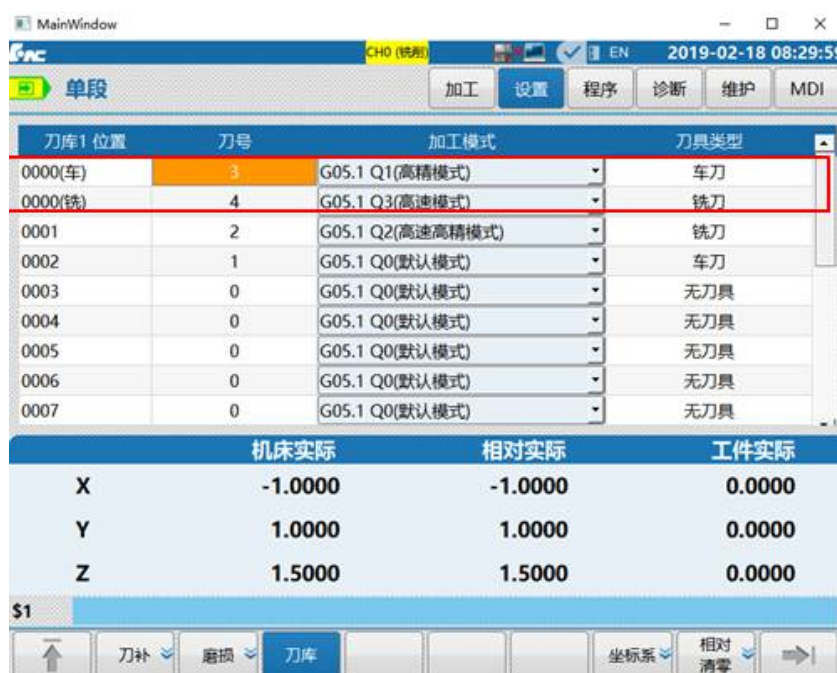 MainWindow
CH0 (铣削) EN 2019-02-18 08:29:59
单段 加工 设置 程序 诊断 维护 MDI
刀库1 位置 刀号 加工模式 刀具类型
0000(车) 3 G05.1 Q1(高精模式) 车刀
0000(铣) 4 G05.1 Q3(高速模式) 铣刀
0001 2 G05.1 Q2(高速高精模式) 铣刀
0002 1 G05.1 Q0(默认模式) 车刀
0003 0 G05.1 Q0(默认模式) 无刀具
0004 0 G05.1 Q0(默认模式) 无刀具
0005 0 G05.1 Q0(默认模式) 无刀具
0006 0 G05.1 Q0(默认模式) 无刀具
0007 0 G05.1 Q0(默认模式) 无刀具
机床实际 相对实际 工件实际
X -1.0000 -1.0000 0.0000
Y 1.0000 1.0000 0.0000
Z 1.5000 1.5000 0.0000
$1
刀补 磨损 刀库 坐标系 相对
清零